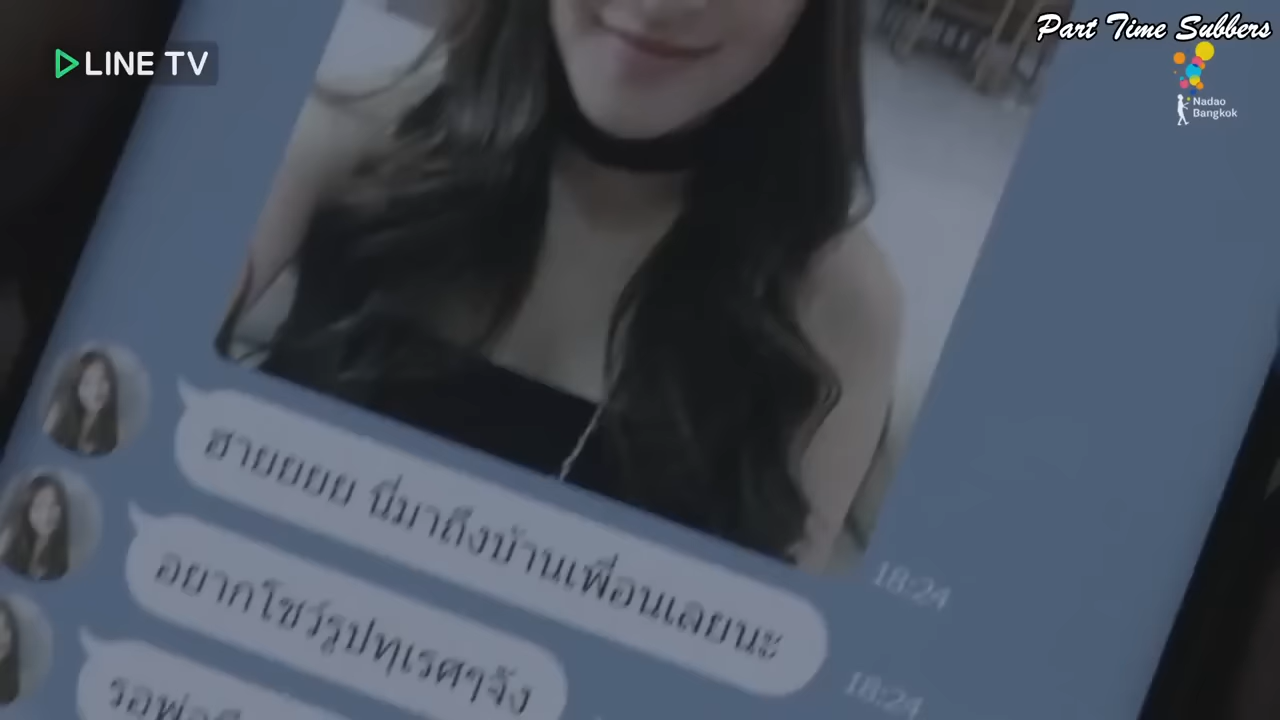 Part Time Subbers
LINE TV
Nadao
Bangkok
ฮายยยย นี่มาถึงบ้านเพื่อนเลยนะ
18:24
อยากโชว์รูปทุเรศๆจัง
18:24